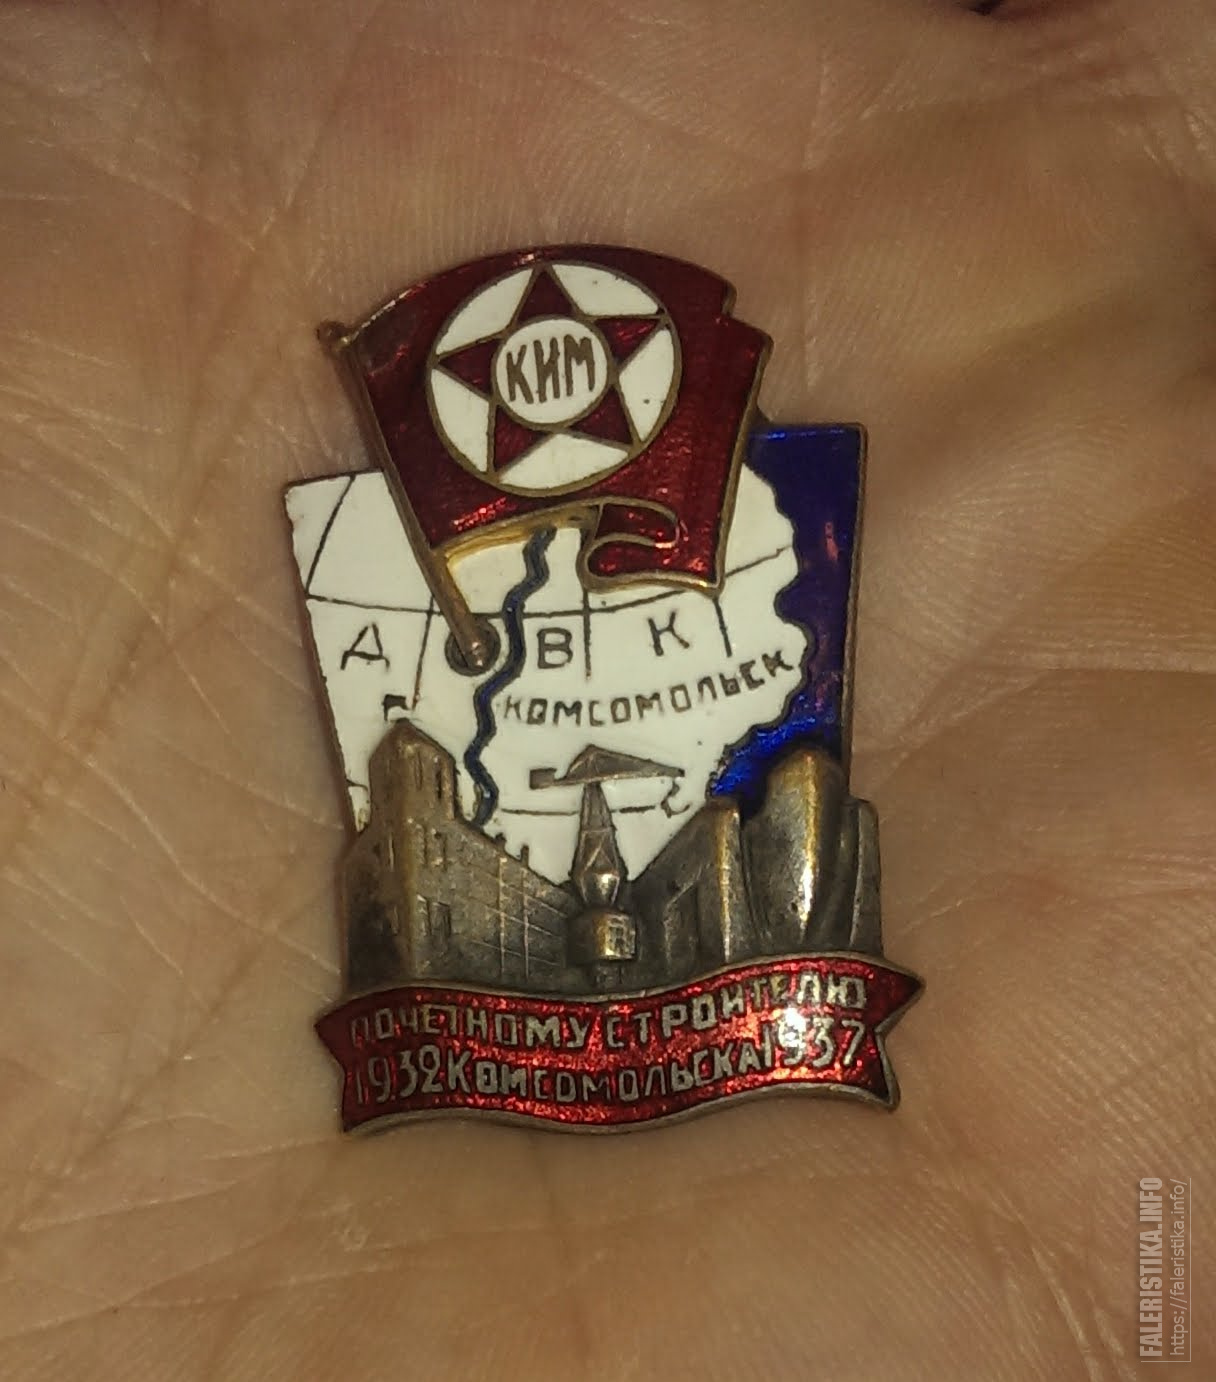 КИМ
Д В К
КОМСОМОЛЬСК
ПОЧЕТНОМУ СТРОИТЕЛЮ
1932 КОМСОМОЛЬСКА 1937
FALERISTIKA.INFO
https://faleristika.info/